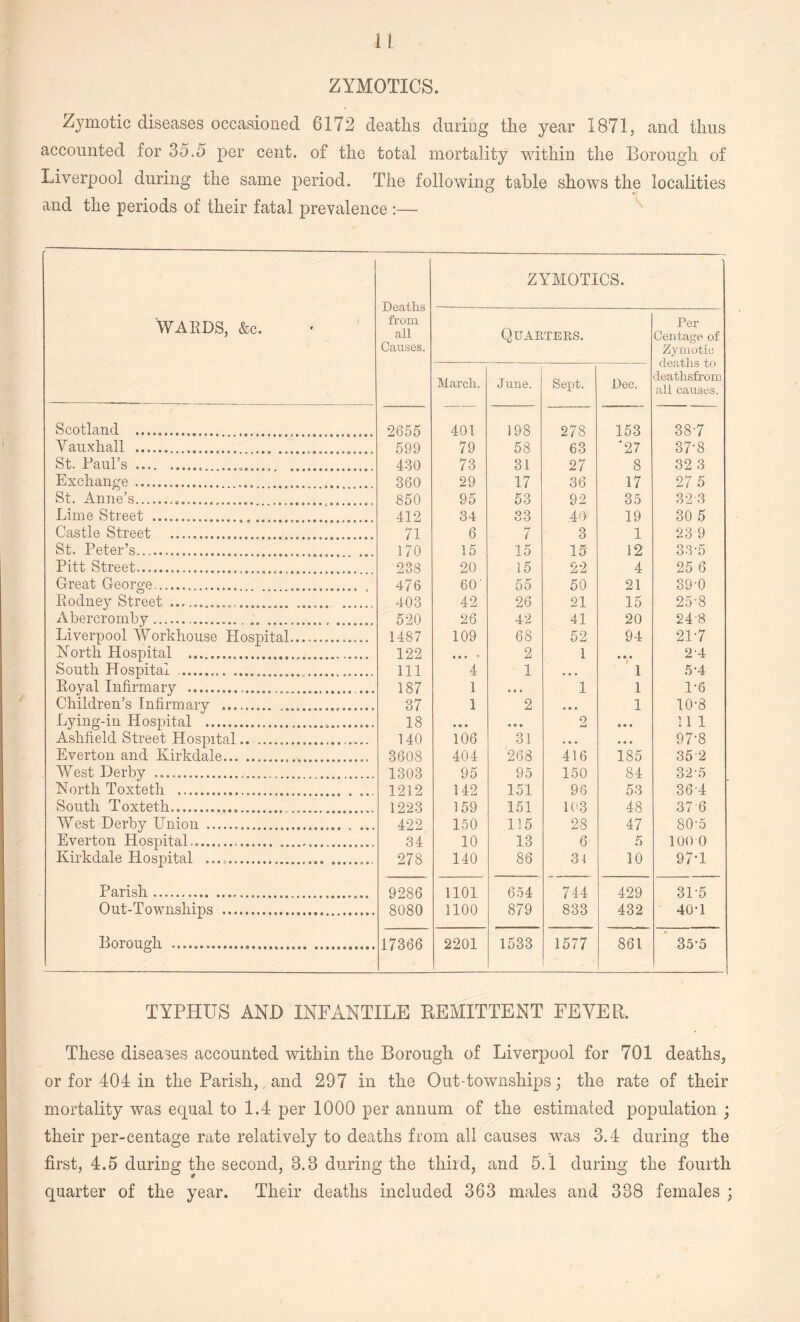 11
ZYMOTICS.
Zymotic diseases occasioned 6172 deaths during the year 1871, and thus
accounted for 35.5 per cent. of the total mortality within the Borough of
Liverpool during the same period. The following table shows the localities
and the periods of their fatal prevalence :—
WARDS, &c. Deaths from all Causes. ZYMOTICS.
QUARTERS. Per Centage of Zymotic deaths to deaths from all causes.
March. June. Sept. Dec.
Scotland 2655 401 198 278 153 38·7
Vauxhall 599 79 58 63 27 37·8
St. Paul's 430 73 31 27 8 32 3
Exchange 360 29 17 36 17 27 5
St. Anne's 850 95 53 92 35 32·3
Lime Street 412 34 33 40 19 30 5
Castle Street 71 6 7 3 1 23 9
St. Peter's 170 15 15 15 12 33·5
Pitt Street 238 20 15 22 4 25 6
Great George 476 60 55 50 21 39·0
Rodney Street 403 42 26 21 15 25·8
Abercromby 520 26 42 41 20 24·8
Liverpool Workhouse Hospital 1487 109 68 52 94 21·7
North Hospital 122 ... 2 1 ... 2·4
South Hospital 111 4 1 ... 1 5·4
Royal Infirmary 187 1 ... 1 1 1·6
Children's Infirmary 37 1 2 ... 1 10·8
Lying-in Hospital 18 ... ... 2 ... 11 1
Ashfield Street Hospital 140 106 31 ... ... 97·8
Everton and Kirkdale 3608 404 268 416 185 35·2
West Derby 1303 95 95 150 84 32·5
North Toxteth 1212 142 151 96 53 36·4
South Toxteth 1223 159 151 103 48 37 6
West Derby Union 422 150 115 28 47 80·5
Everton Hospital 34 10 13 6 5 100 0
Kirkdale Hospital 278 140 86 34 10 97·1
Parish 9286 1101 654 744 429 31·5
Out-Townships 8080 1100 879 833 432 40·1
Borough 17366 2201 1533 1577 861 35·5
TYPHUS AND INFANTILE REMITTENT FEVER.
These diseases accounted within the Borough of Liverpool for 701 deaths,
or for 404 in the Parish, and 297 in the Out-townships; the rate of their
mortality was equal to 1.4 per 1000 per annum of the estimated population ;
their per-centage rate relatively to deaths from all causes was 3.4 during the
first, 4.5 during the second, 3.3 during the third, and 5.1 during the fourth
quarter of the year. Their deaths included 363 males and 338 females ;